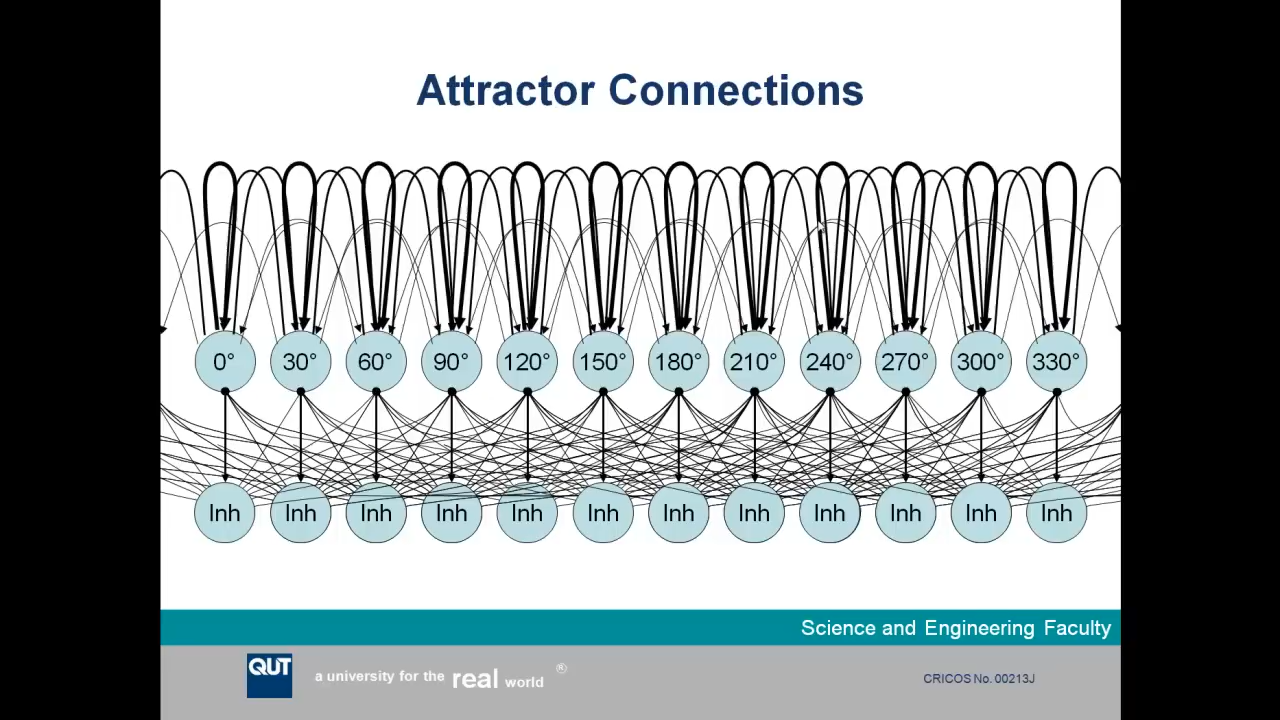 Attractor Connections
0° 30° 60° 90° 120° 150° 180° 210° 240° 270° 300° 330°
Inh Inh Inh Inh Inh Inh Inh Inh Inh Inh Inh Inh
Science and Engineering Faculty
QUT a university for the real world ®
CRICOS No. 00213J